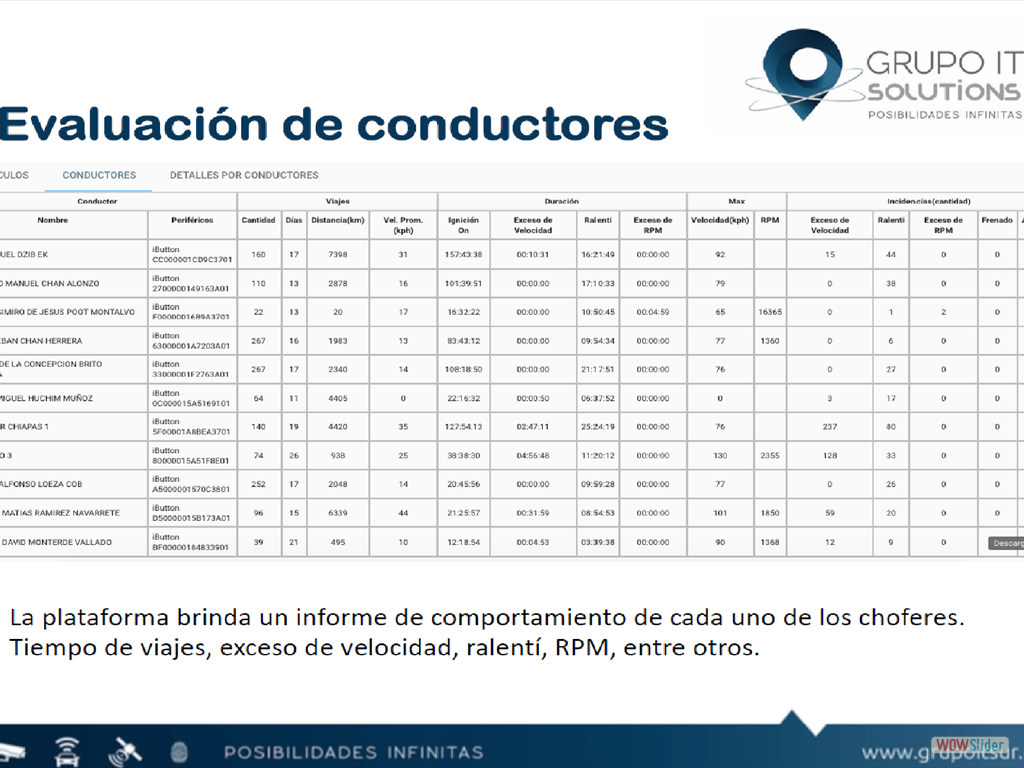 GRUPO IT
SOLUTIONS
POSIBILIDADES INFINITAS
Evaluación de conductores
CULOS CONDUCTORES DETALLES POR CONDUCTORES
Conductor Viajes Duración Max Incidencias(cantidad)
Nombre Periféricos Cantidad Días Distancia(km) Vel. Prom. (kph) Ignición On Exceso de Velocidad Ralenti Exceso de RPM Velocidad(kph) RPM Exceso de Velocidad Ralenti Exceso de RPM Frenado
UEL DZIB EK iButton CC000001CD9C3701 160 17 7398 31 157:43:38 00:10:31 16:21:49 00:00:00 92 15 44 0 0
O MANUEL CHAN ALONZO iButton 2700000149163A01 110 13 2878 16 101:39:51 00:00:00 17:10:33 00:00:00 79 0 38 0 0
SIMIRO DE JESUS POOT MONTALVO iButton F00000016B9A3701 22 13 20 17 16:32:22 00:00:00 10:50:45 00:04:59 65 16365 0 1 2 0
EBAN CHAN HERRERA iButton 63000001A7203A01 267 16 1983 13 83:43:12 00:00:00 09:54:34 00:00:00 77 1360 0 6 0 0
DE LA CONCEPCION BRITO iButton 33000001F2763A01 267 17 2340 14 108:18:50 00:00:00 21:17:51 00:00:00 76 0 27 0 0
MIGUEL HUCHIM MUÑOZ iButton 0C000015A5169101 64 11 4405 0 22:16:32 00:00:50 06:37:52 00:00:00 0 3 17 0 0
R CHIAPAS 1 iButton 5F00001A8BEA3701 140 19 4420 35 127:54:13 02:47:11 25:24:19 00:00:00 76 237 80 0 0
O 3 iButton 80000015A51F8E01 74 26 938 25 38:38:30 04:56:48 11:20:12 00:00:00 130 2355 128 33 0 0
ALFONSO LOEZA COB iButton A5000001570C3801 252 17 2048 14 20:45:56 00:00:00 09:59:28 00:00:00 77 0 26 0 0
MATIAS RAMIREZ NAVARRETE iButton D50000015B173A01 96 15 6339 44 21:25:57 00:31:59 08:54:53 00:00:00 101 1850 59 20 0 0
DAVID MONTERDE VALLADO iButton BF00000184833901 39 21 495 10 12:18:54 00:04:53 03:39:38 00:00:00 90 1368 12 9 0 0
Descarg
La plataforma brinda un informe de comportamiento de cada uno de los choferes.
Tiempo de viajes, exceso de velocidad, ralentí, RPM, entre otros.
POSIBILIDADES INFINITAS
WOWSlider